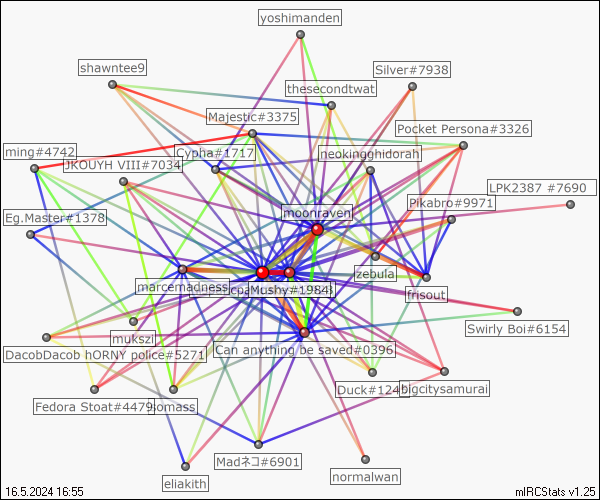 yoshimanden
shawntee9
Silver#7938
thesecondtwat
Majestic#3375
Pocket Persona#3326
ming#4742
Cypha#1717
neokingghidorah
JKOUYH VIII#7034
LPK2387 #7690
Pikabro#9971
moonraven
Eg.Master#1378
Izebula
marcemadness
Mushy#1984
frisout
mukszi
Swirly Boi#6154
DacobDacob hORNY police#5271
Can anything be saved#0396
Duck#124
bigcitysamurai
Fedora Stoat#4479
omass
Madネコ#6901
normalwan
eliakith
16.5.2024 16:55
mIRCStats v1.25